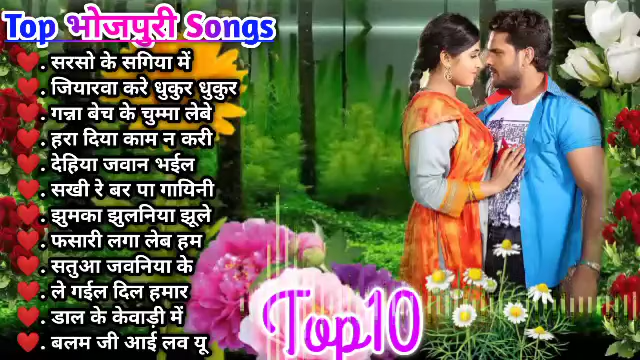 Top भोजपुरी Songs
. सरसो के सगिया में
. जियारवा करे धुकुर धुकुर
. गन्ना बेच के चुम्मा लेबे
. हरा दिया काम न करी
. देहिया जवान भईल
. सखी रे बर पा गायिनी
. झुमका झुलनिया झूले
. फसारी लगा लेब हम
. सतुआ जवनिया के
. ले गईल दिल हमार
. डाल के केवाड़ी में
. बलम जी आई लव यू
Top10